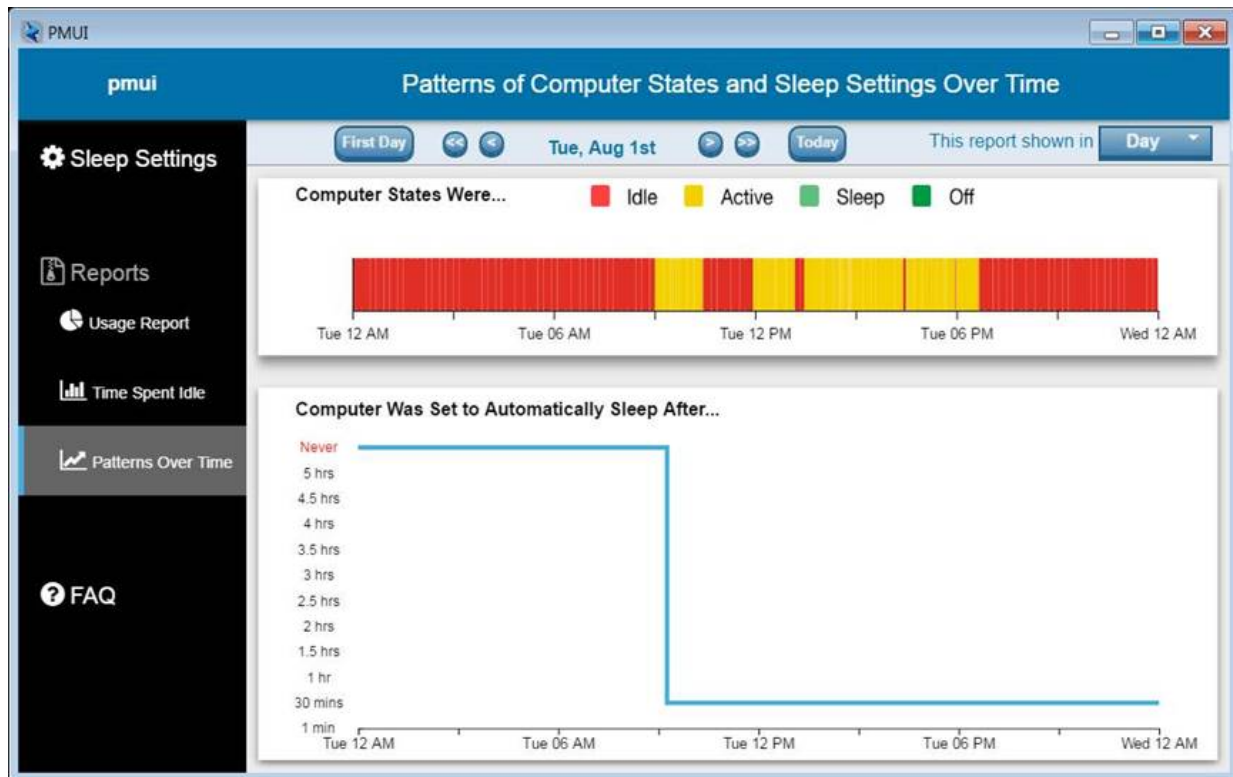 PMUI
pmui
Patterns of Computer States and Sleep Settings Over Time
Sleep Settings
Reports
Usage Report
Time Spent Idle
Patterns Over Time
? FAQ
First Day << < Tue, Aug 1st > >> Today This report shown in Day
Computer States Were... Idle Active Sleep Off
Tue 12 AM Tue 06 AM Tue 12 PM Tue 06 PM Wed 12 AM
Computer Was Set to Automatically Sleep After...
Never
5 hrs
4.5 hrs
4 hrs
3.5 hrs
3 hrs
2.5 hrs
2 hrs
1.5 hrs
1 hr
30 mins
1 min
Tue 12 AM Tue 06 AM Tue 12 PM Tue 06 PM Wed 12 AM